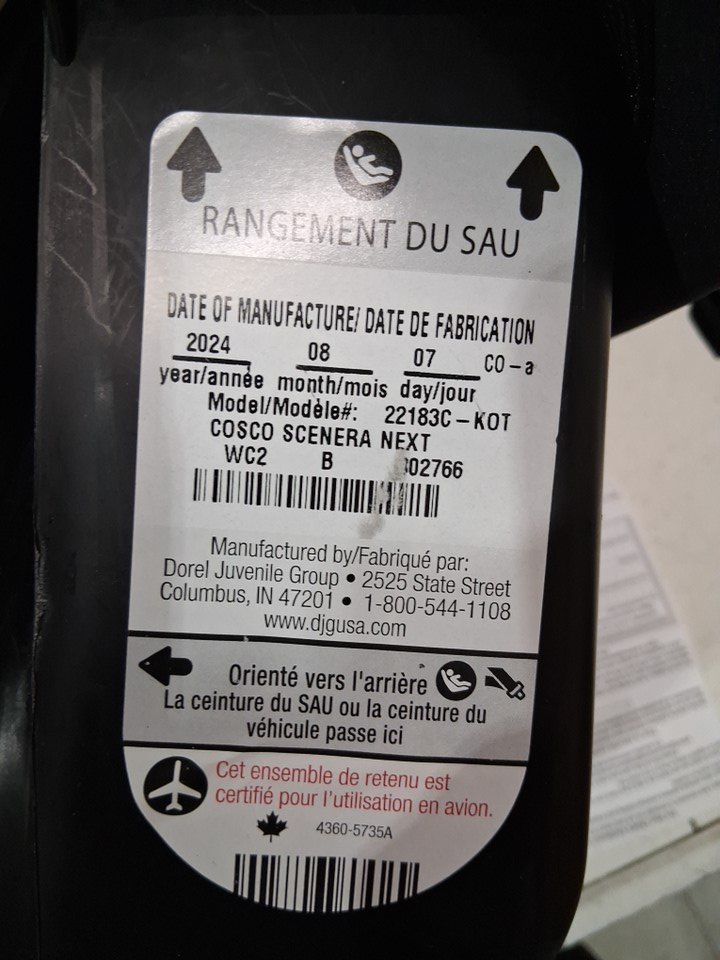 RANGEMENT DU SAU
DATE OF MANUFACTURE/ DATE DE FABRICATION
2024 08 07 CO-a
year/année month/mois day/jour
Model/Modèle#: 22183C-KOT
COSCO SCENERA NEXT
WC2 B 02766
Manufactured by/Fabriqué par:
Dorel Juvenile Group • 2525 State Street
Columbus, IN 47201 • 1-800-544-1108
www.djgusa.com
Orienté vers l'arrière
La ceinture du SAU ou la ceinture du
véhicule passe ici
Cet ensemble de retenu est
certifié pour l'utilisation en avion.
4360-5735A